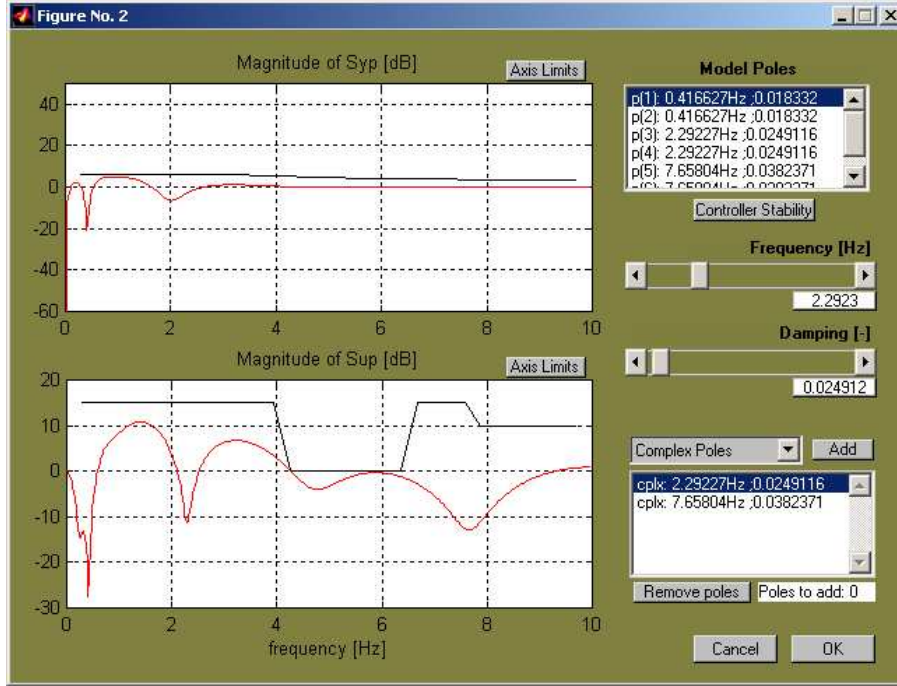 Figure No. 2
Magnitude of Syp [dB]
Axis Limits
40
20
0
-20
-40
-60
0
2
4
6
8
10
Magnitude of Sup [dB]
Axis Limits
20
10
0
-10
-20
-30
0
2
4
6
8
10
frequency [Hz]
Model Poles
p(1): 0.416627Hz ;0.018332
p(2): 0.416627Hz ;0.018332
p(3): 2.29227Hz ;0.0249116
p(4): 2.29227Hz ;0.0249116
p(5): 7.65804Hz ;0.0382371
p(6): 7.65804Hz ;0.0382371
Controller Stability
Frequency [Hz]
2.2923
Damping [-]
0.024912
Complex Poles
Add
cplx: 2.29227Hz ;0.0249116
cplx: 7.65804Hz ;0.0382371
Remove poles
Poles to add: 0
Cancel
OK